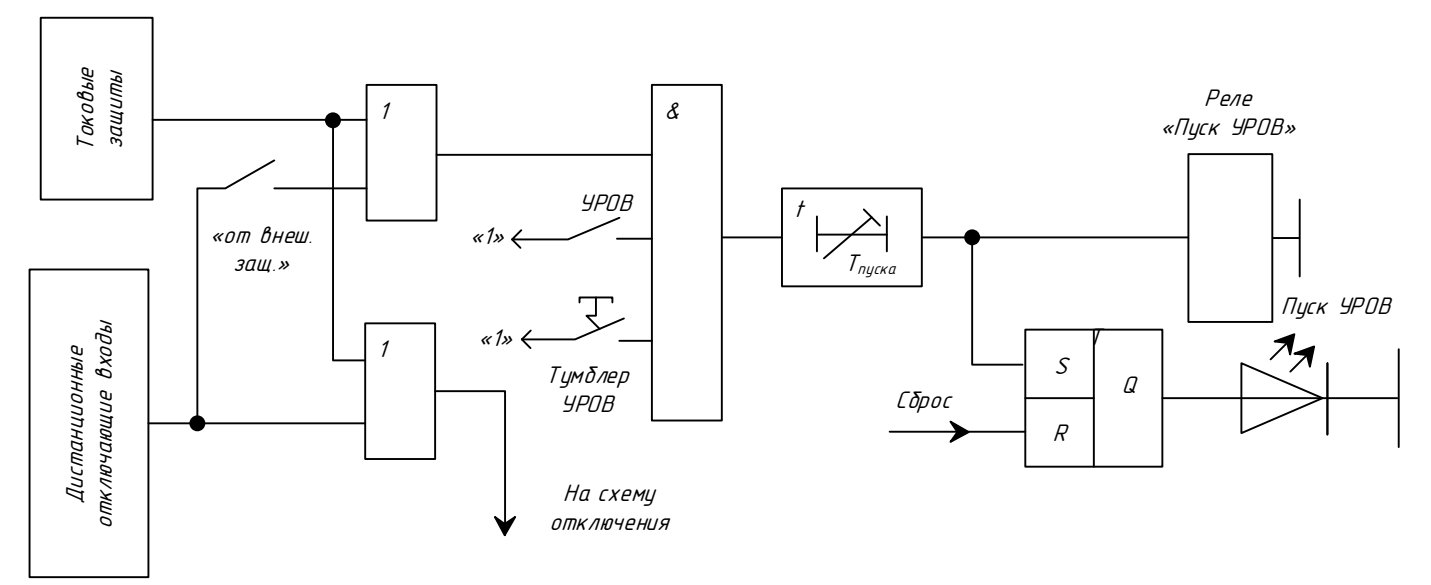 Токовые
защиты
1
&
Реле
«Пуск УРОВ»
УРОВ
«1»
t
Tпуска
«от внеш.
защ.»
Пуск УРОВ
Дистанционные
отключающие входы
1
«1»
Тумблер
УРОВ
T
S
Q
Сброс
R
На схему
отключения